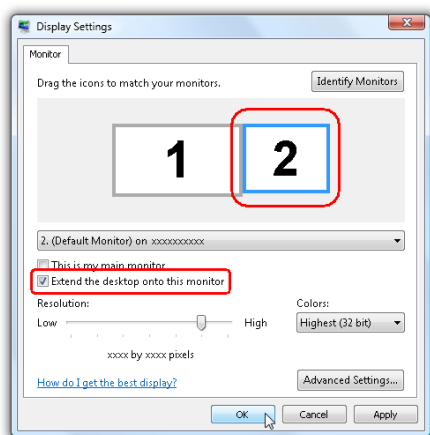 Display Settings
Monitor
Drag the icons to match your monitors.
Identify Monitors
1
2
2. (Default Monitor) on xxxxxxxxxx
This is my main monitor
Extend the desktop onto this monitor
Resolution:
Colors:
Low
High
Highest (32 bit)
xxxx by xxxx pixels
How do I get the best display?
Advanced Settings...
OK
Cancel
Apply